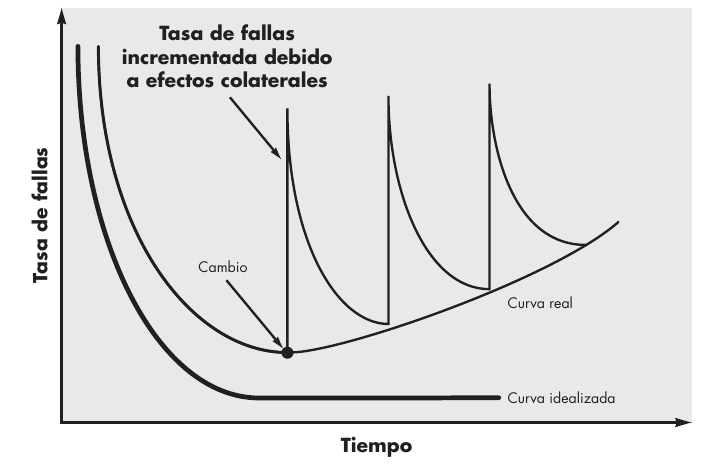 Tasa de fallas
incrementada debido
a efectos colaterales
Tasa de fallas
Cambio
Curva real
Curva idealizada
Tiempo